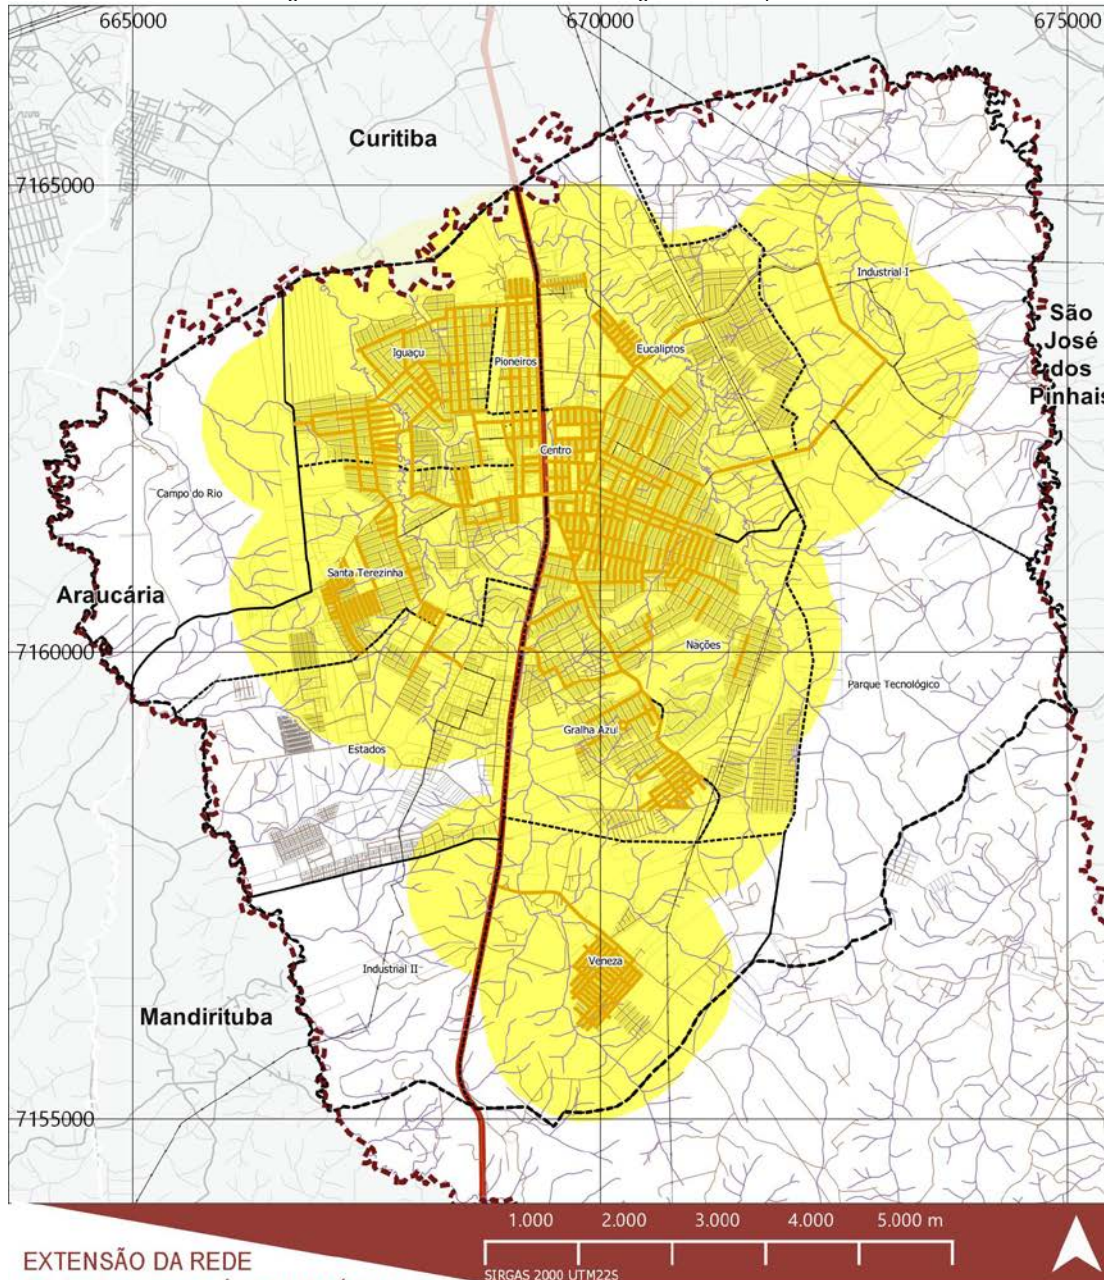 665000 670000 675000
Curitiba
7165000
Industrial I
São
José
dos
Pinhais
Iguaçu
Pioneiros
Eucaliptos
Centro
Campo do Rio
Santa Terezinha
Araucária
Nações
7160000
Parque Tecnológico
Gralha Azul
Estados
Veneza
Industrial II
Mandirituba
7155000
1.000 2.000 3.000 4.000 5.000 m
EXTENSÃO DA REDE
SIRGAS 2000 UTM22S